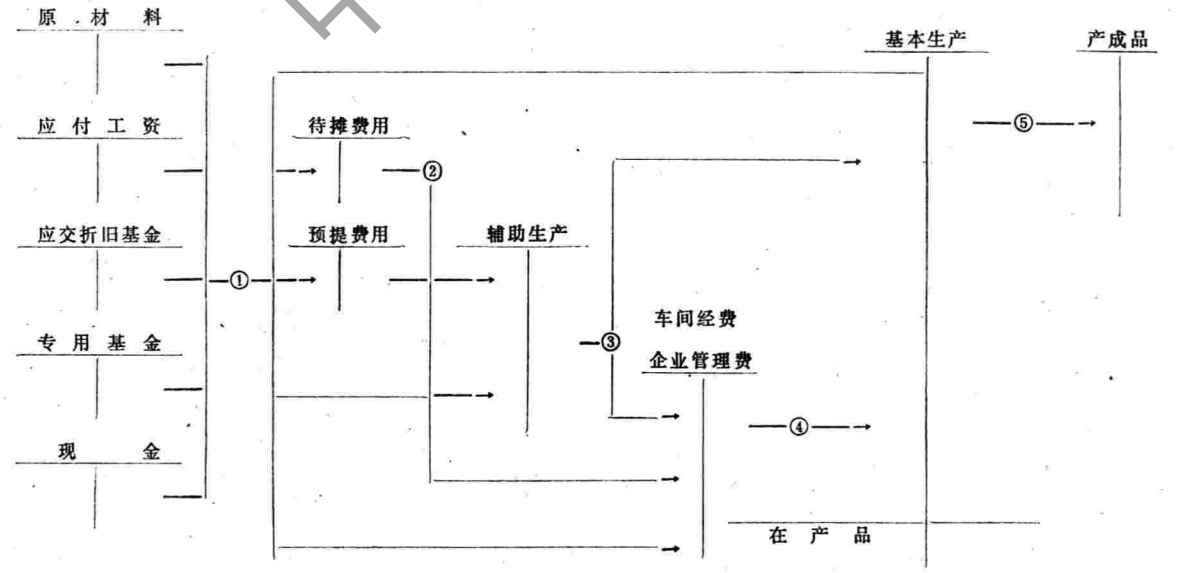 原材料
基本生产
产成品
应付工资
待摊费用
⑤
②
应交折旧基金
预提费用
辅助生产
①
车间经费
专用基金
③
企业管理费
④
现金
在产品